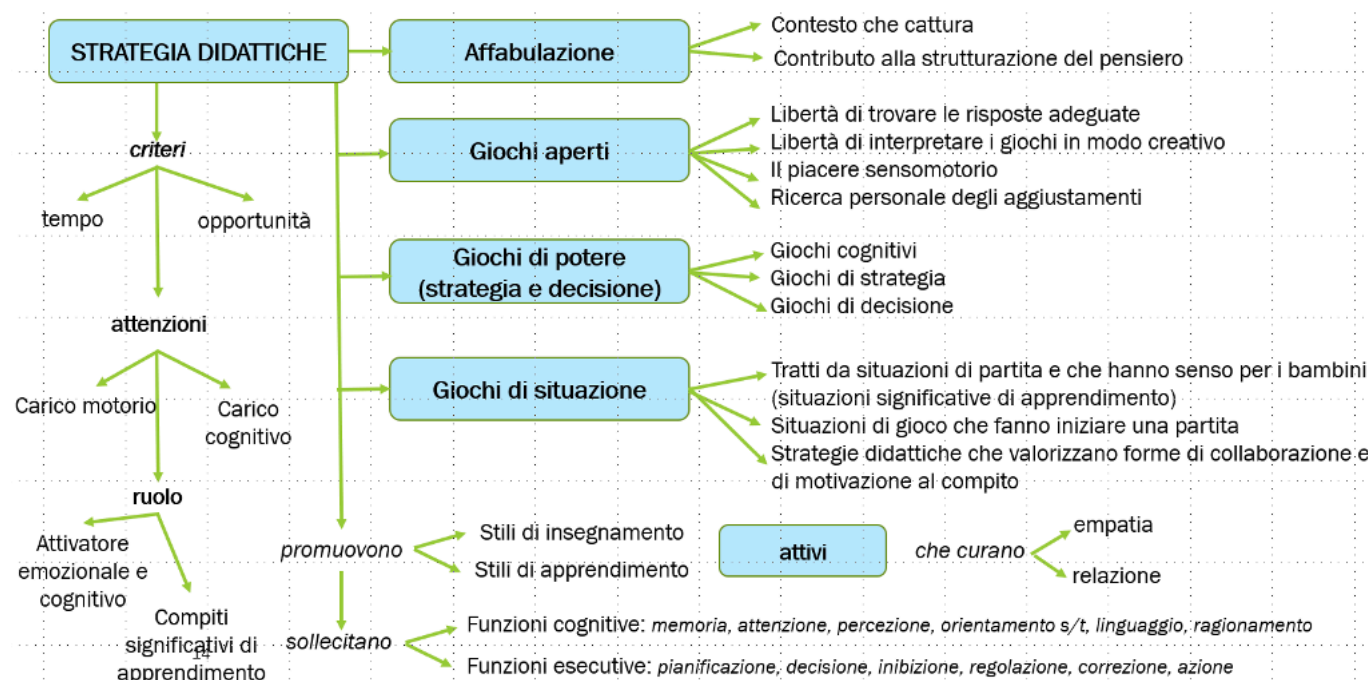 STRATEGIA DIDATTICHE
criteri
tempo
opportunità
attenzioni
Carico motorio
Carico
cognitivo
ruolo
Attivatore
emozionale e
cognitivo
Compiti
significativi di
apprendimento
14
Affabulazione
Contesto che cattura
Contributo alla strutturazione del pensiero
Giochi aperti
Libertà di trovare le risposte adeguate
Libertà di interpretare i giochi in modo creativo
Il piacere sensomotorio
Ricerca personale degli aggiustamenti
Giochi di potere
(strategia e decisione)
Giochi cognitivi
Giochi di strategia
Giochi di decisione
Giochi di situazione
Tratti da situazioni di partita e che hanno senso per i bambini
(situazioni significative di apprendimento)
Situazioni di gioco che fanno iniziare una partita
Strategie didattiche che valorizzano forme di collaborazione e
di motivazione al compito
promuovono
Stili di insegnamento
Stili di apprendimento
attivi
che curano
empatia
relazione
sollecitano
Funzioni cognitive: memoria, attenzione, percezione, orientamento s/t, linguaggio, ragionamento
Funzioni esecutive: pianificazione, decisione, inibizione, regolazione, correzione, azione